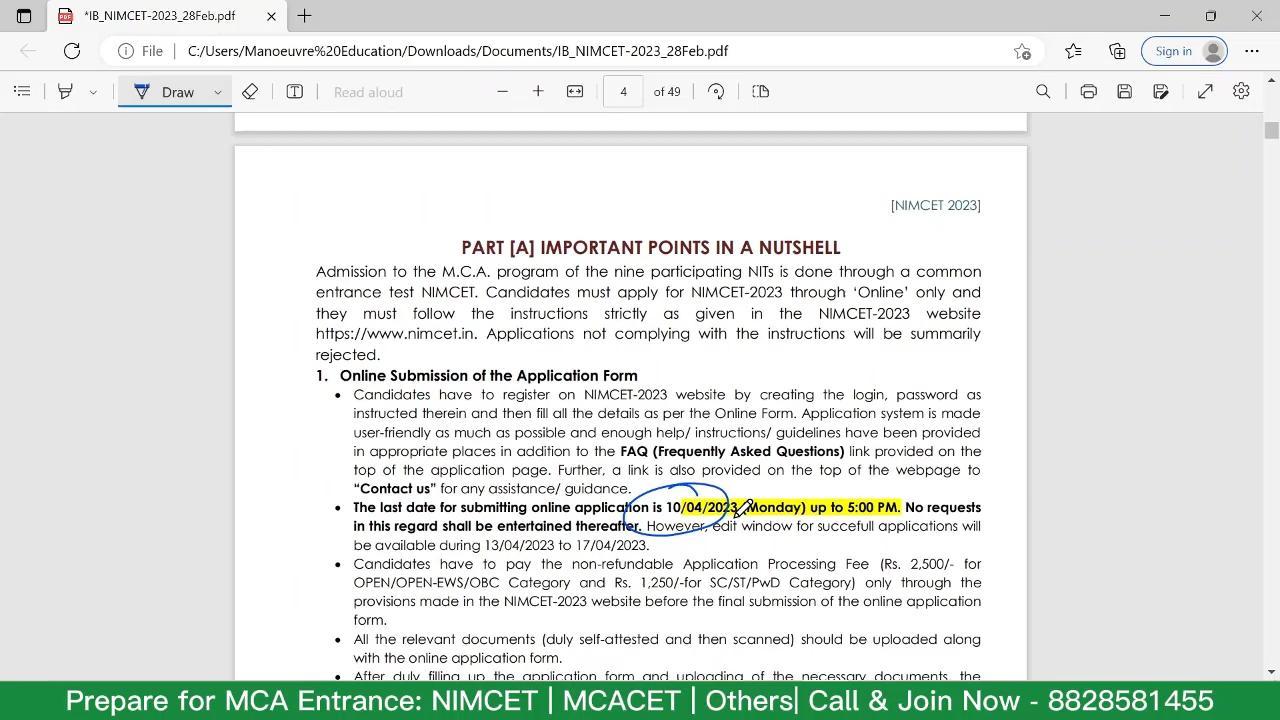 *IB_NIMCET-2023_28Feb.pdf
File C:/Users/Manoeuvre%20Education/Downloads/Documents/IB_NIMCET-2023_28Feb.pdf Sign in
Draw Read aloud 4 of 49
[NIMCET 2023]
PART [A] IMPORTANT POINTS IN A NUTSHELL
Admission to the M.C.A. program of the nine participating NITs is done through a common
entrance test NIMCET. Candidates must apply for NIMCET-2023 through ‘Online’ only and
they must follow the instructions strictly as given in the NIMCET-2023 website
https://www.nimcet.in. Applications not complying with the instructions will be summarily
rejected.
1. Online Submission of the Application Form
• Candidates have to register on NIMCET-2023 website by creating the login, password as
instructed therein and then fill all the details as per the Online Form. Application system is made
user-friendly as much as possible and enough help/ instructions/ guidelines have been provided
in appropriate places in addition to the FAQ (Frequently Asked Questions) link provided on the
top of the application page. Further, a link is also provided on the top of the webpage to
“Contact us” for any assistance/ guidance.
• The last date for submitting online application is 10/04/2023 (Monday) up to 5:00 PM. No requests
in this regard shall be entertained thereafter. However, edit window for succefull applications will
be available during 13/04/2023 to 17/04/2023.
• Candidates have to pay the non-refundable Application Processing Fee (Rs. 2,500/- for
OPEN/OPEN-EWS/OBC Category and Rs. 1,250/-for SC/ST/PwD Category) only through the
provisions made in the NIMCET-2023 website before the final submission of the online application
form.
• All the relevant documents (duly self-attested and then scanned) should be uploaded along
with the online application form.
• After duly filling up the application form and uploading of the necessary documents, the
Prepare for MCA Entrance: NIMCET | MCACET | Others| Call & Join Now - 8828581455